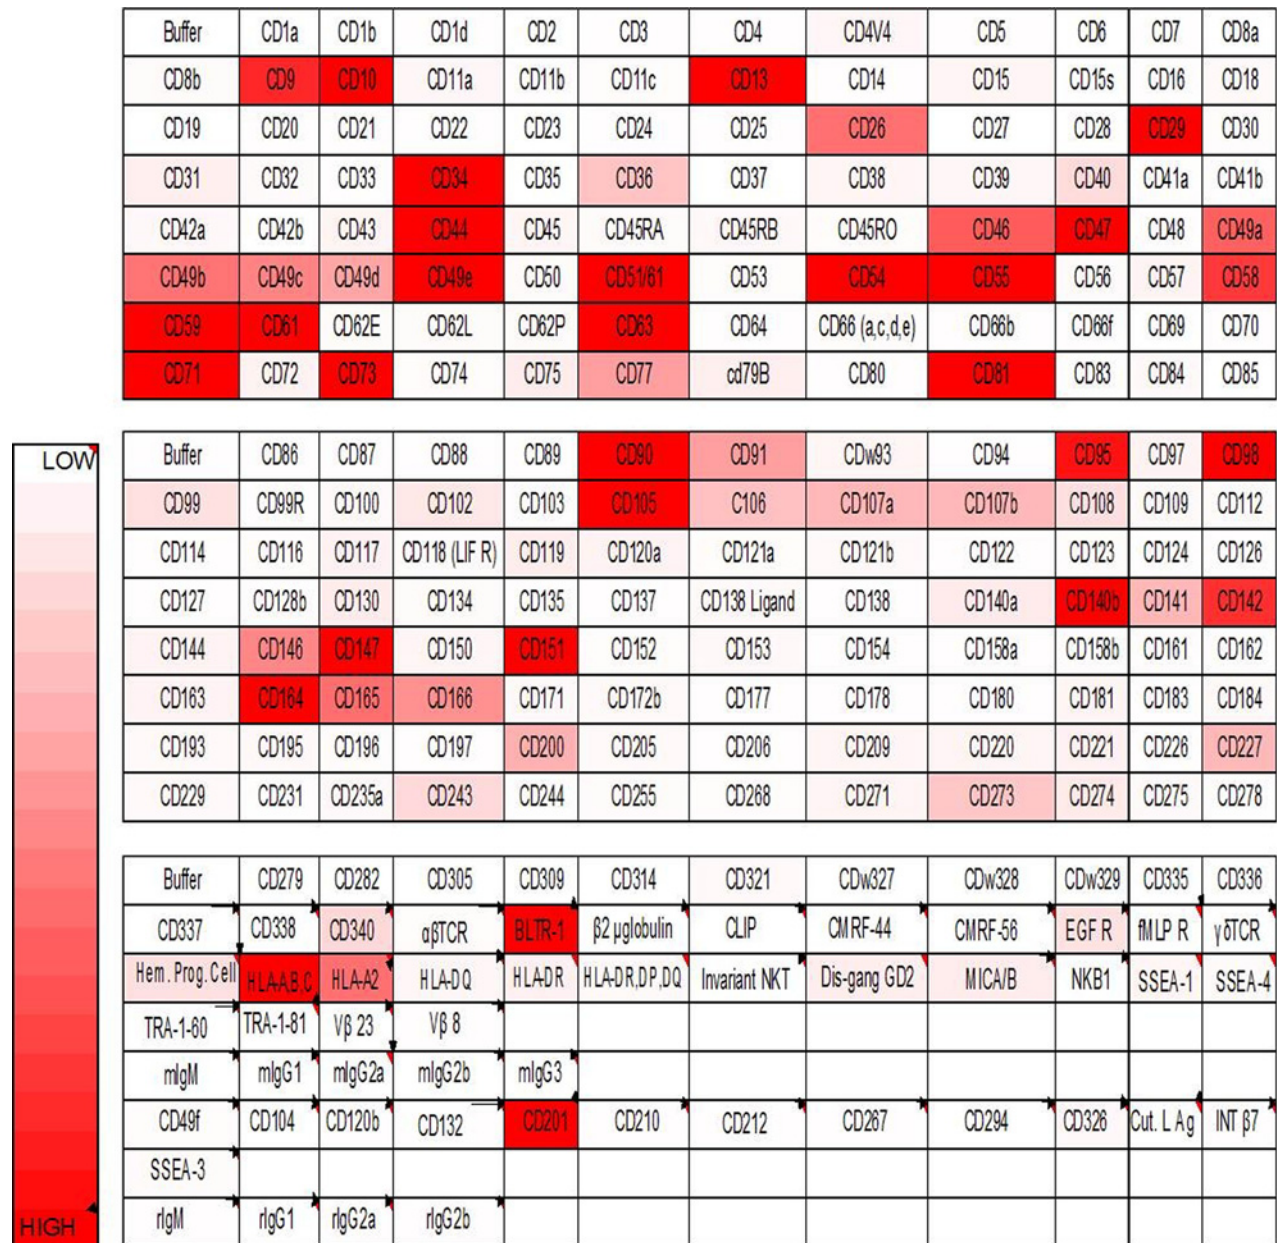 Buffer CD1a CD1b CD1d CD2 CD3 CD4 CD4V4 CD5 CD6 CD7 CD8a
CD8b CD9 CD10 CD11a CD11b CD11c CD13 CD14 CD15 CD15s CD16 CD18
CD19 CD20 CD21 CD22 CD23 CD24 CD25 CD26 CD27 CD28 CD29 CD30
CD31 CD32 CD33 CD34 CD35 CD36 CD37 CD38 CD39 CD40 CD41a CD41b
CD42a CD42b CD43 CD44 CD45 CD45RA CD45RB CD45RO CD46 CD47 CD48 CD49a
CD49b CD49c CD49d CD49e CD50 CD51/61 CD53 CD54 CD55 CD56 CD57 CD58
CD59 CD61 CD62E CD62L CD62P CD63 CD64 CD66 (a,c,d,e) CD66b CD66f CD69 CD70
CD71 CD72 CD73 CD74 CD75 CD77 cd79B CD80 CD81 CD83 CD84 CD85
LOW
Buffer CD86 CD87 CD88 CD89 CD90 CD91 CDw93 CD94 CD95 CD97 CD98
CD99 CD99R CD100 CD102 CD103 CD105 C106 CD107a CD107b CD108 CD109 CD112
CD114 CD116 CD117 CD118 (LIF R) CD119 CD120a CD121a CD121b CD122 CD123 CD124 CD126
CD127 CD128b CD130 CD134 CD135 CD137 CD138 Ligand CD138 CD140a CD140b CD141 CD142
CD144 CD146 CD147 CD150 CD151 CD152 CD153 CD154 CD158a CD158b CD161 CD162
CD163 CD164 CD165 CD166 CD171 CD172b CD177 CD178 CD180 CD181 CD183 CD184
CD193 CD195 CD196 CD197 CD200 CD205 CD206 CD209 CD220 CD221 CD226 CD227
CD229 CD231 CD235a CD243 CD244 CD255 CD268 CD271 CD273 CD274 CD275 CD278
Buffer CD279 CD282 CD305 CD309 CD314 CD321 CDw327 CDw328 CDw329 CD335 CD336
CD337 CD338 CD340 αβTCR BLTR-1 β2 μglobulin CLIP CMRF-44 CMRF-56 EGF R fMLP R γδTCR
Hem. Prog. Cell HLA-A,B,C HLA-A2 HLA-DQ HLA-DR HLA-DR,DP,DQ Invariant NKT Dis-gang GD2 MICA/B NKB1 SSEA-1 SSEA-4
TRA-1-60 TRA-1-81 Vβ 23 Vβ 8
mIgM mIgG1 mIgG2a mIgG2b mIgG3
CD49f CD104 CD120b CD132 CD201 CD210 CD212 CD267 CD294 CD326 Cut. L Ag INT β7
SSEA-3
rIgM rIgG1 rIgG2a rIgG2b
HIGH